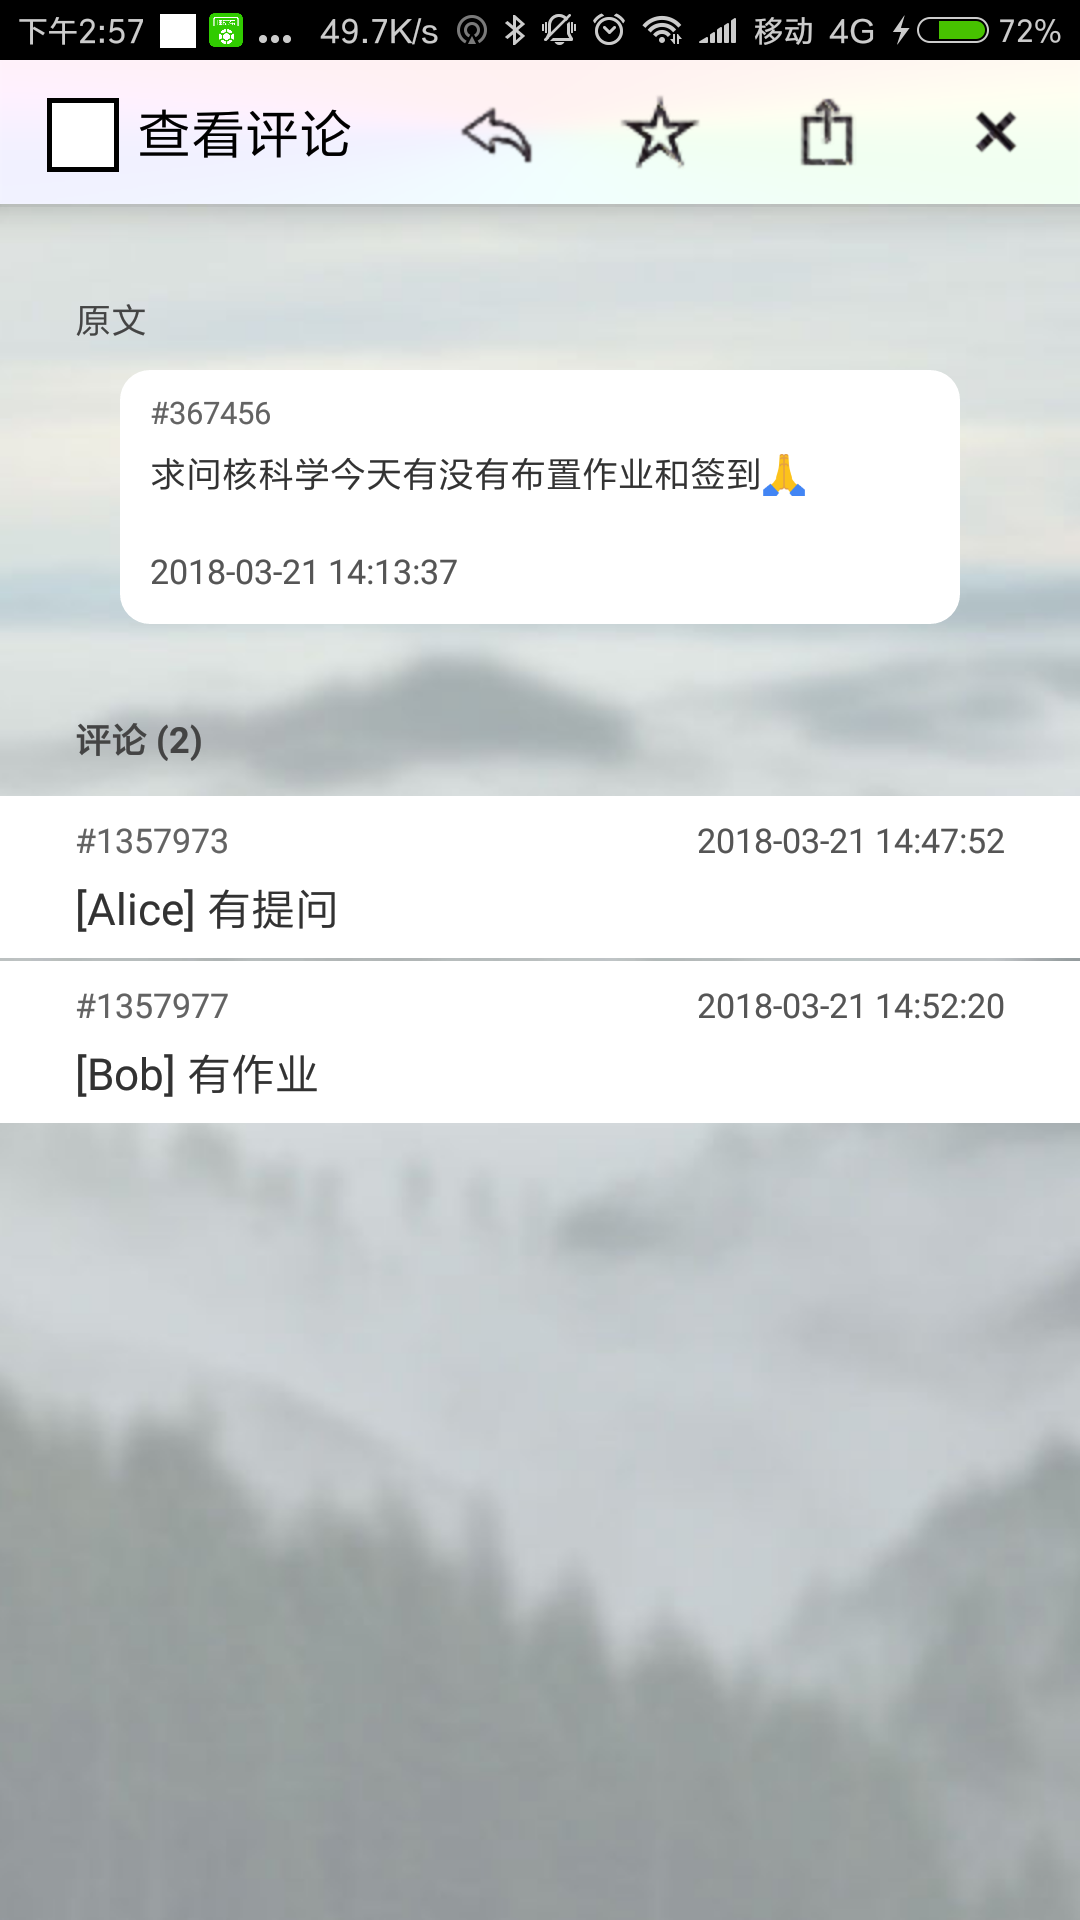 下午2:57 ... 49.7K/s 移动 4G 72%
查看评论
原文
#367456
求问核科学今天有没有布置作业和签到🙏
2018-03-21 14:13:37
评论 (2)
#1357973 2018-03-21 14:47:52
[Alice] 有提问
#1357977 2018-03-21 14:52:20
[Bob] 有作业